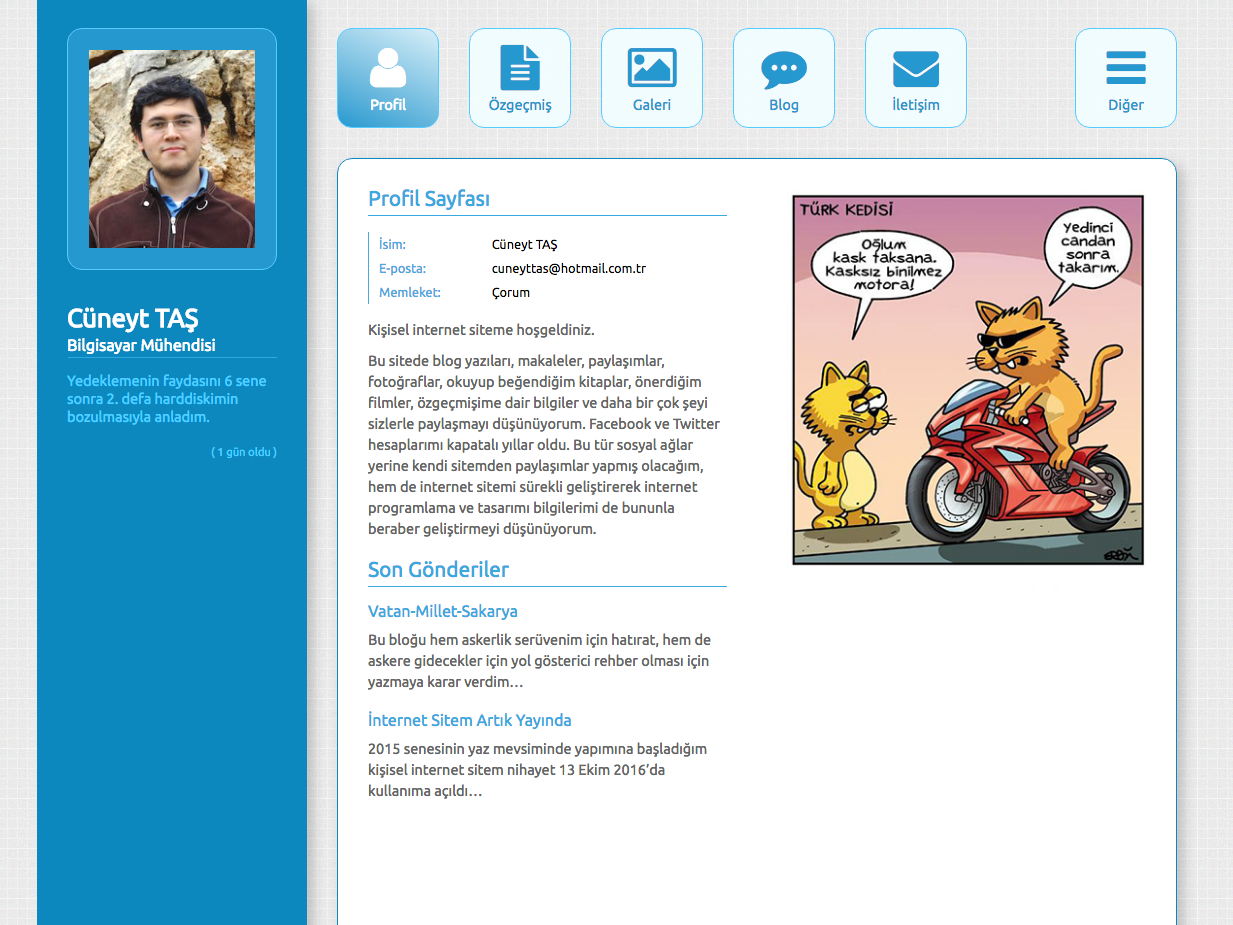 Profil
Özgeçmiş
Galeri
Blog
İletişim
Diğer
Cüneyt TAŞ
Bilgisayar Mühendisi
Yedeklemenin faydasını 6 sene
sonra 2. defa harddiskimin
bozulmasıyla anladım.
( 1 gün oldu )
Profil Sayfası
İsim: Cüneyt TAŞ
E-posta: cuneyttas@hotmail.com.tr
Memleket: Çorum
Kişisel internet siteme hoşgeldiniz.
Bu sitede blog yazıları, makaleler, paylaşımlar,
fotoğraflar, okuyup beğendiğim kitaplar, önerdiğim
filmler, özgeçmişime dair bilgiler ve daha bir çok şeyi
sizlerle paylaşmayı düşünüyorum. Facebook ve Twitter
hesaplarımı kapatalı yıllar oldu. Bu tür sosyal ağlar
yerine kendi sitemden paylaşımlar yapmış olacağım,
hem de internet sitemi sürekli geliştirerek internet
programlama ve tasarımı bilgilerimi de bununla
beraber geliştirmeyi düşünüyorum.
Son Gönderiler
Vatan-Millet-Sakarya
Bu bloğu hem askerlik serüvenim için hatırat, hem de
askere gidecekler için yol gösterici rehber olması için
yazmaya karar verdim…
İnternet Sitem Artık Yayında
2015 senesinin yaz mevsiminde yapımına başladığım
kişisel internet sitem nihayet 13 Ekim 2016’da
kullanıma açıldı…
TÜRK KEDİSİ
Oğlum
kask taksana.
Kasksız binilmez
motora!
Yedinci
candan
sonra
takarım.